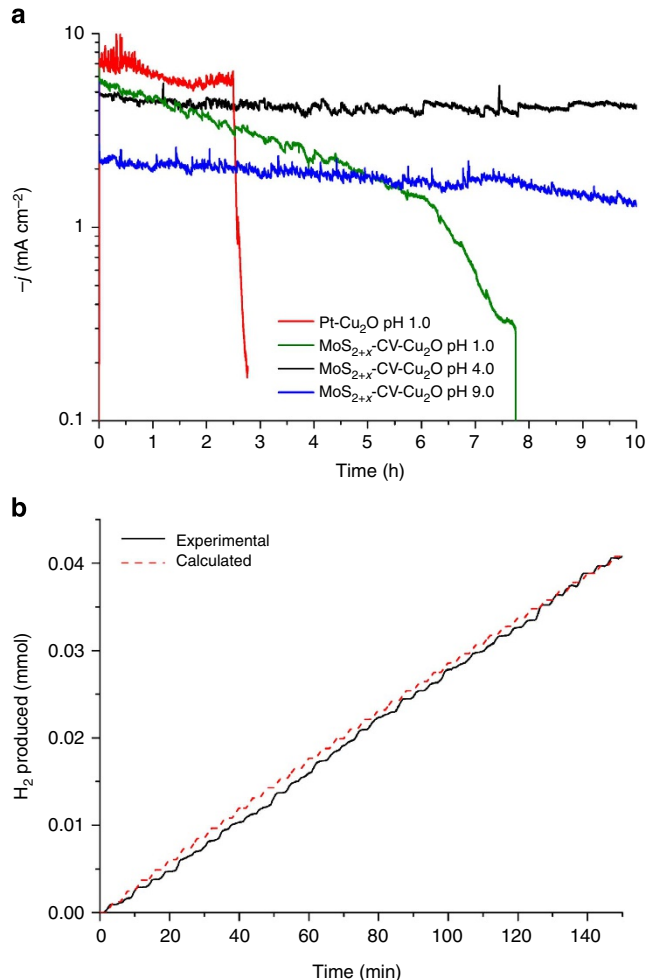 a
10
1
0.1
–j (mA cm⁻²)
Pt-Cu₂O pH 1.0
MoS₂₊ₓ-CV-Cu₂O pH 1.0
MoS₂₊ₓ-CV-Cu₂O pH 4.0
MoS₂₊ₓ-CV-Cu₂O pH 9.0
0 1 2 3 4 5 6 7 8 9 10
Time (h)
b
Experimental
Calculated
0.04
0.03
0.02
0.01
0.00
H₂ produced (mmol)
0 20 40 60 80 100 120 140
Time (min)